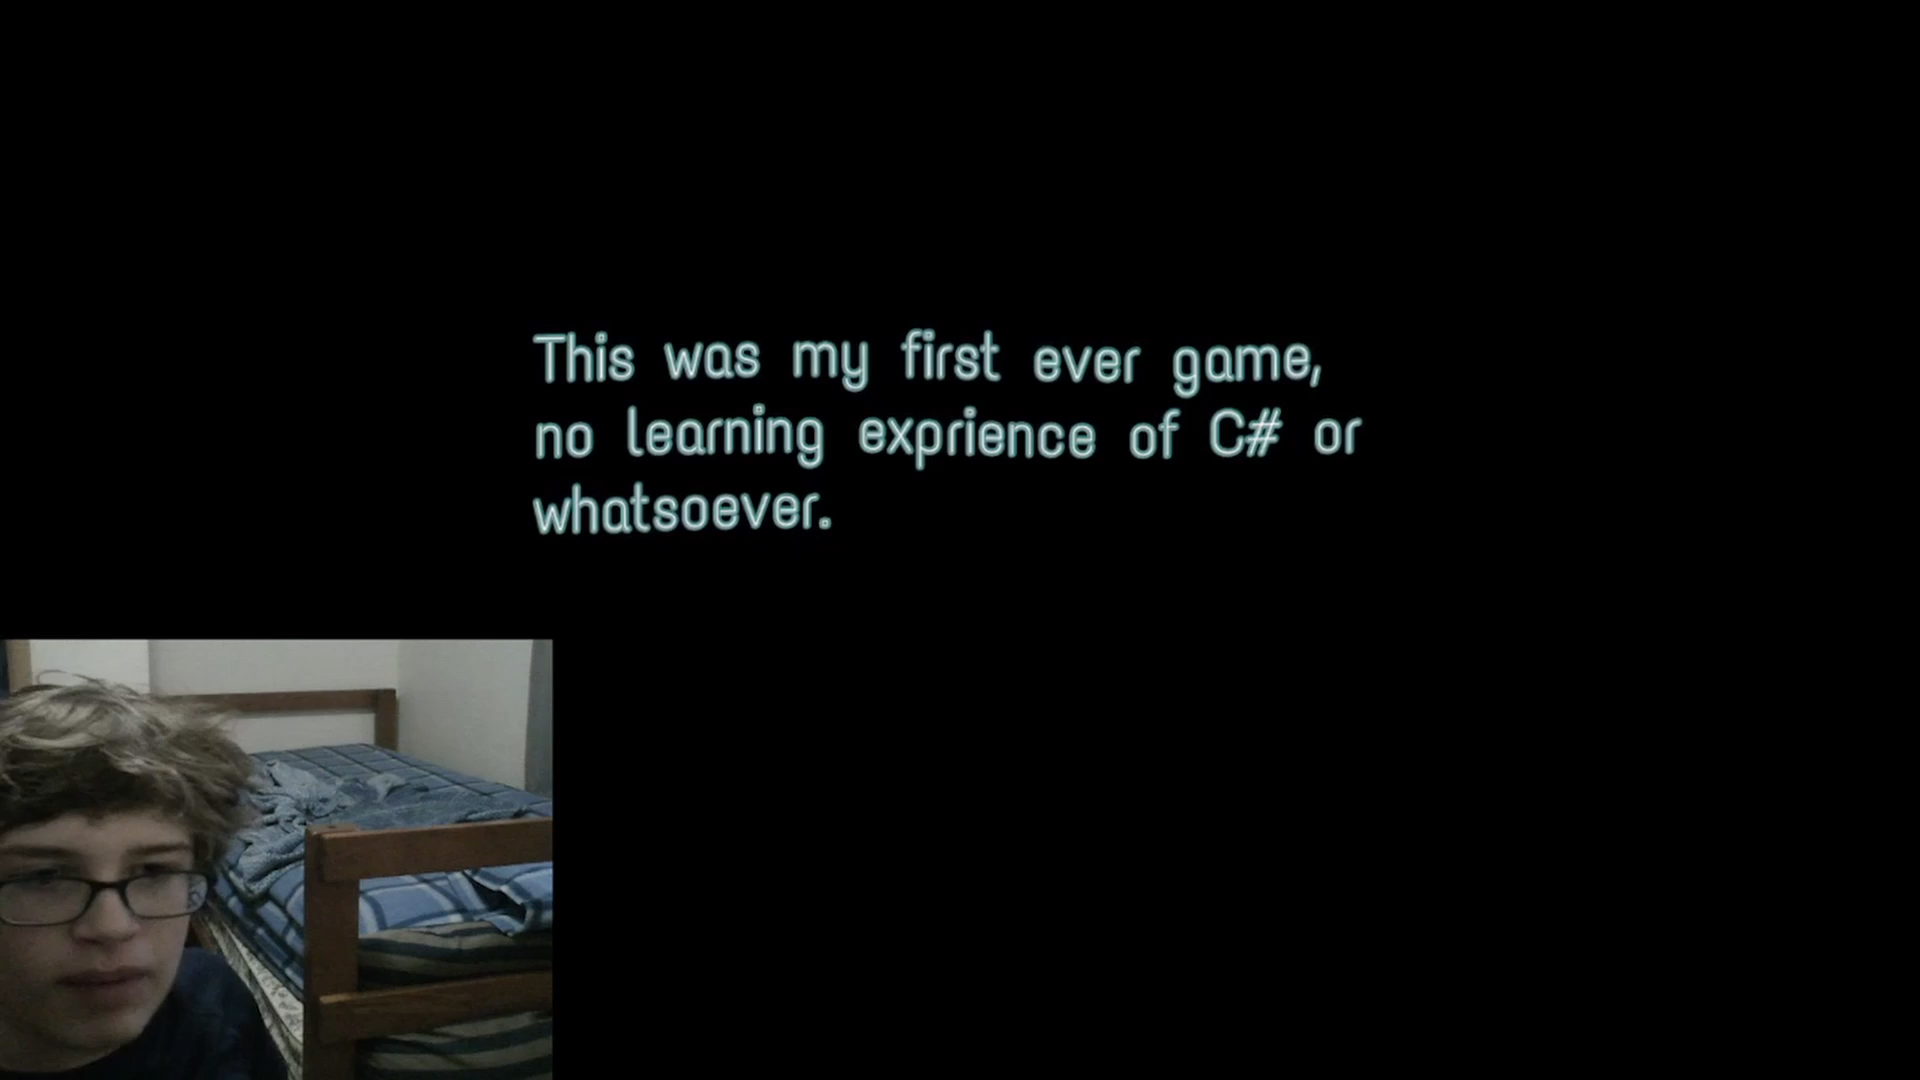 This was my first ever game,
no learning exprience of C# or
whatsoever.